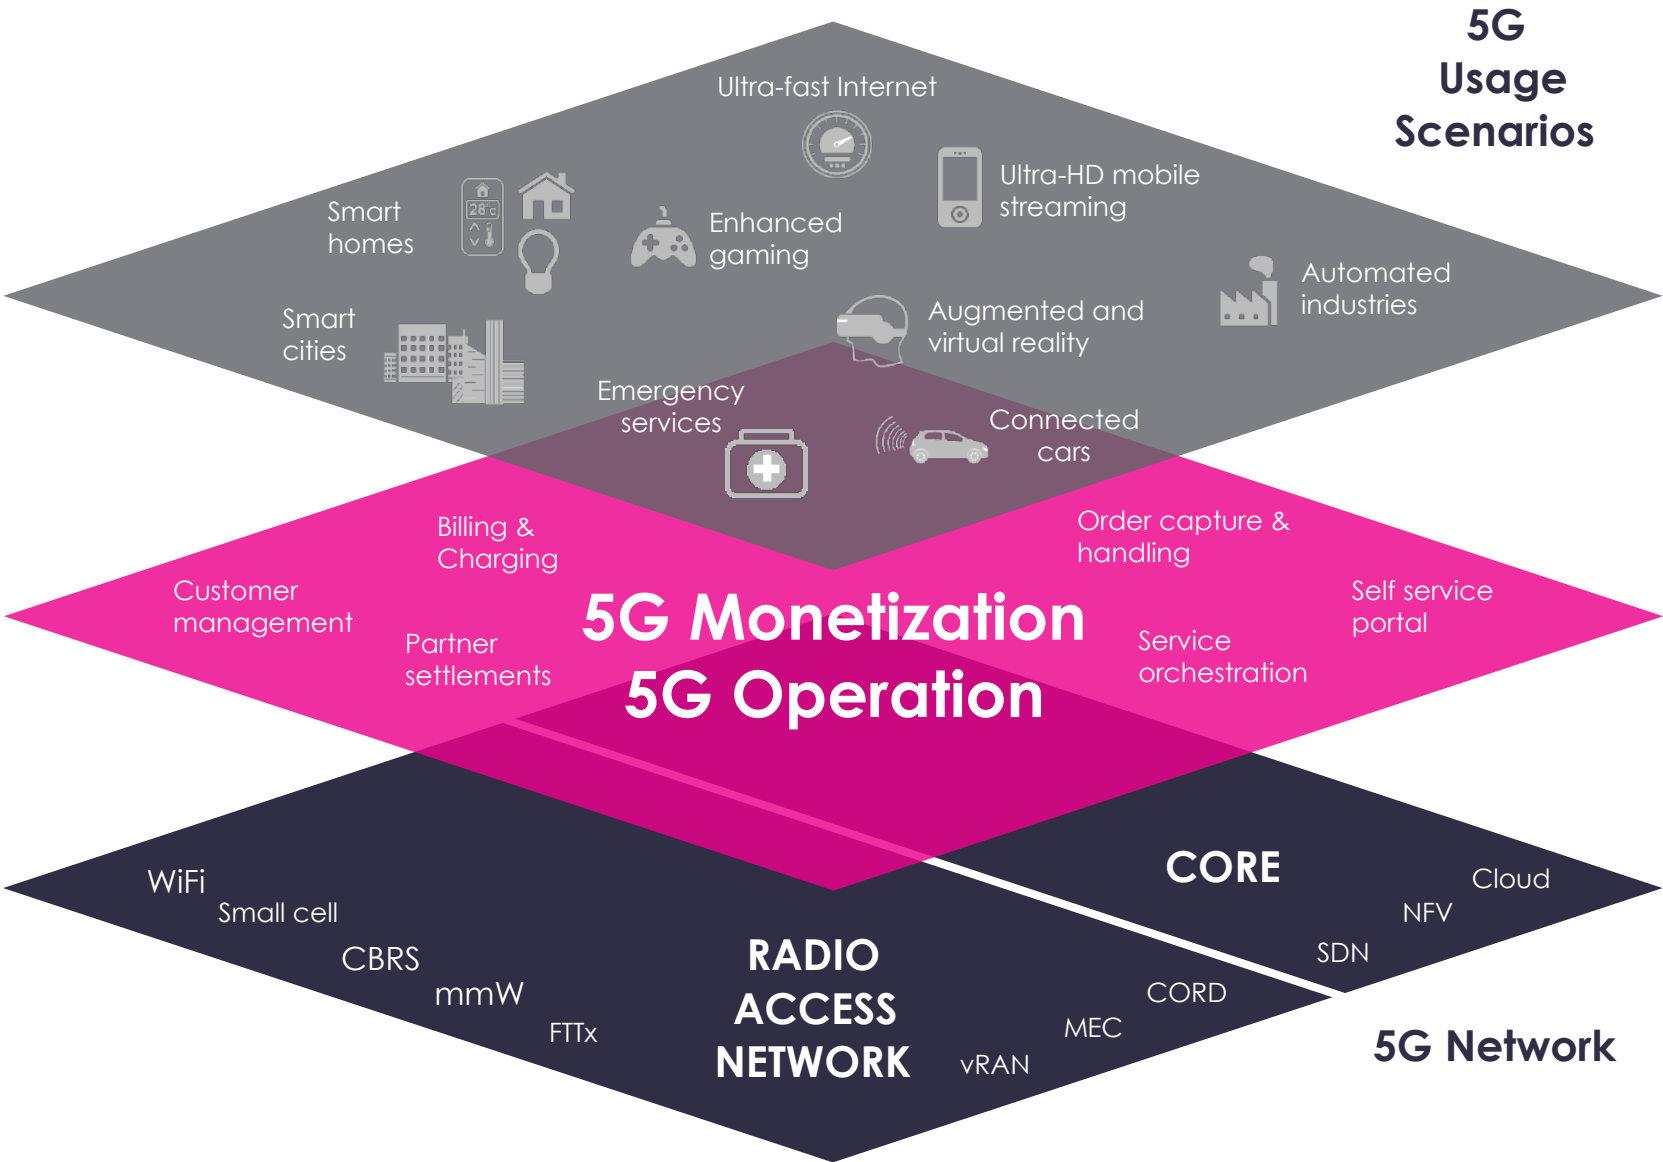 5G
Usage
Scenarios
Ultra-fast Internet
Ultra-HD mobile
streaming
Smart
homes
28°c
Enhanced
gaming
Automated
industries
Smart
cities
Augmented and
virtual reality
Emergency
services
Connected
cars
Billing &
Charging
Order capture &
handling
Customer
management
Self service
portal
5G Monetization
5G Operation
Partner
settlements
Service
orchestration
CORE
WiFi
Small cell
CBRS
mmW
FTTx
RADIO
ACCESS
NETWORK
vRAN
MEC
CORD
SDN
NFV
Cloud
5G Network